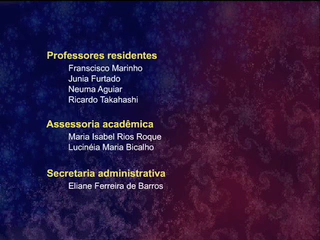 Professores residentes
Franscisco Marinho
Junia Furtado
Neuma Aguiar
Ricardo Takahashi
Assessoria acadêmica
Maria Isabel Rios Roque
Lucinéia Maria Bicalho
Secretaria administrativa
Eliane Ferreira de Barros